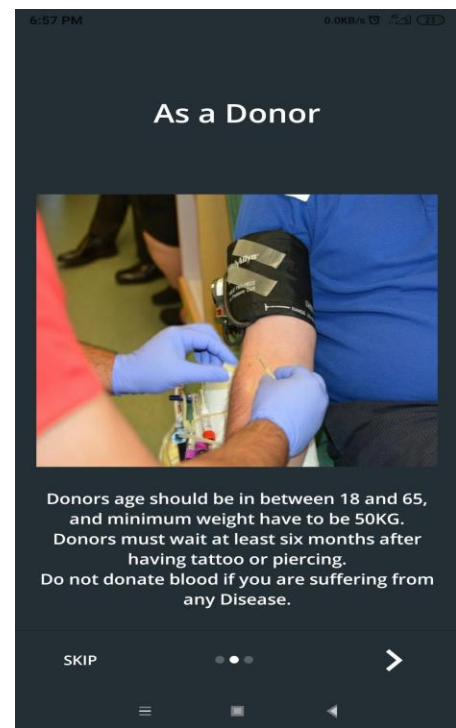 6:57 PM
0.0KB/s
23
As a Donor
Donors age should be in between 18 and 65,
and minimum weight have to be 50KG.
Donors must wait at least six months after
having tattoo or piercing.
Do not donate blood if you are suffering from
any Disease.
SKIP